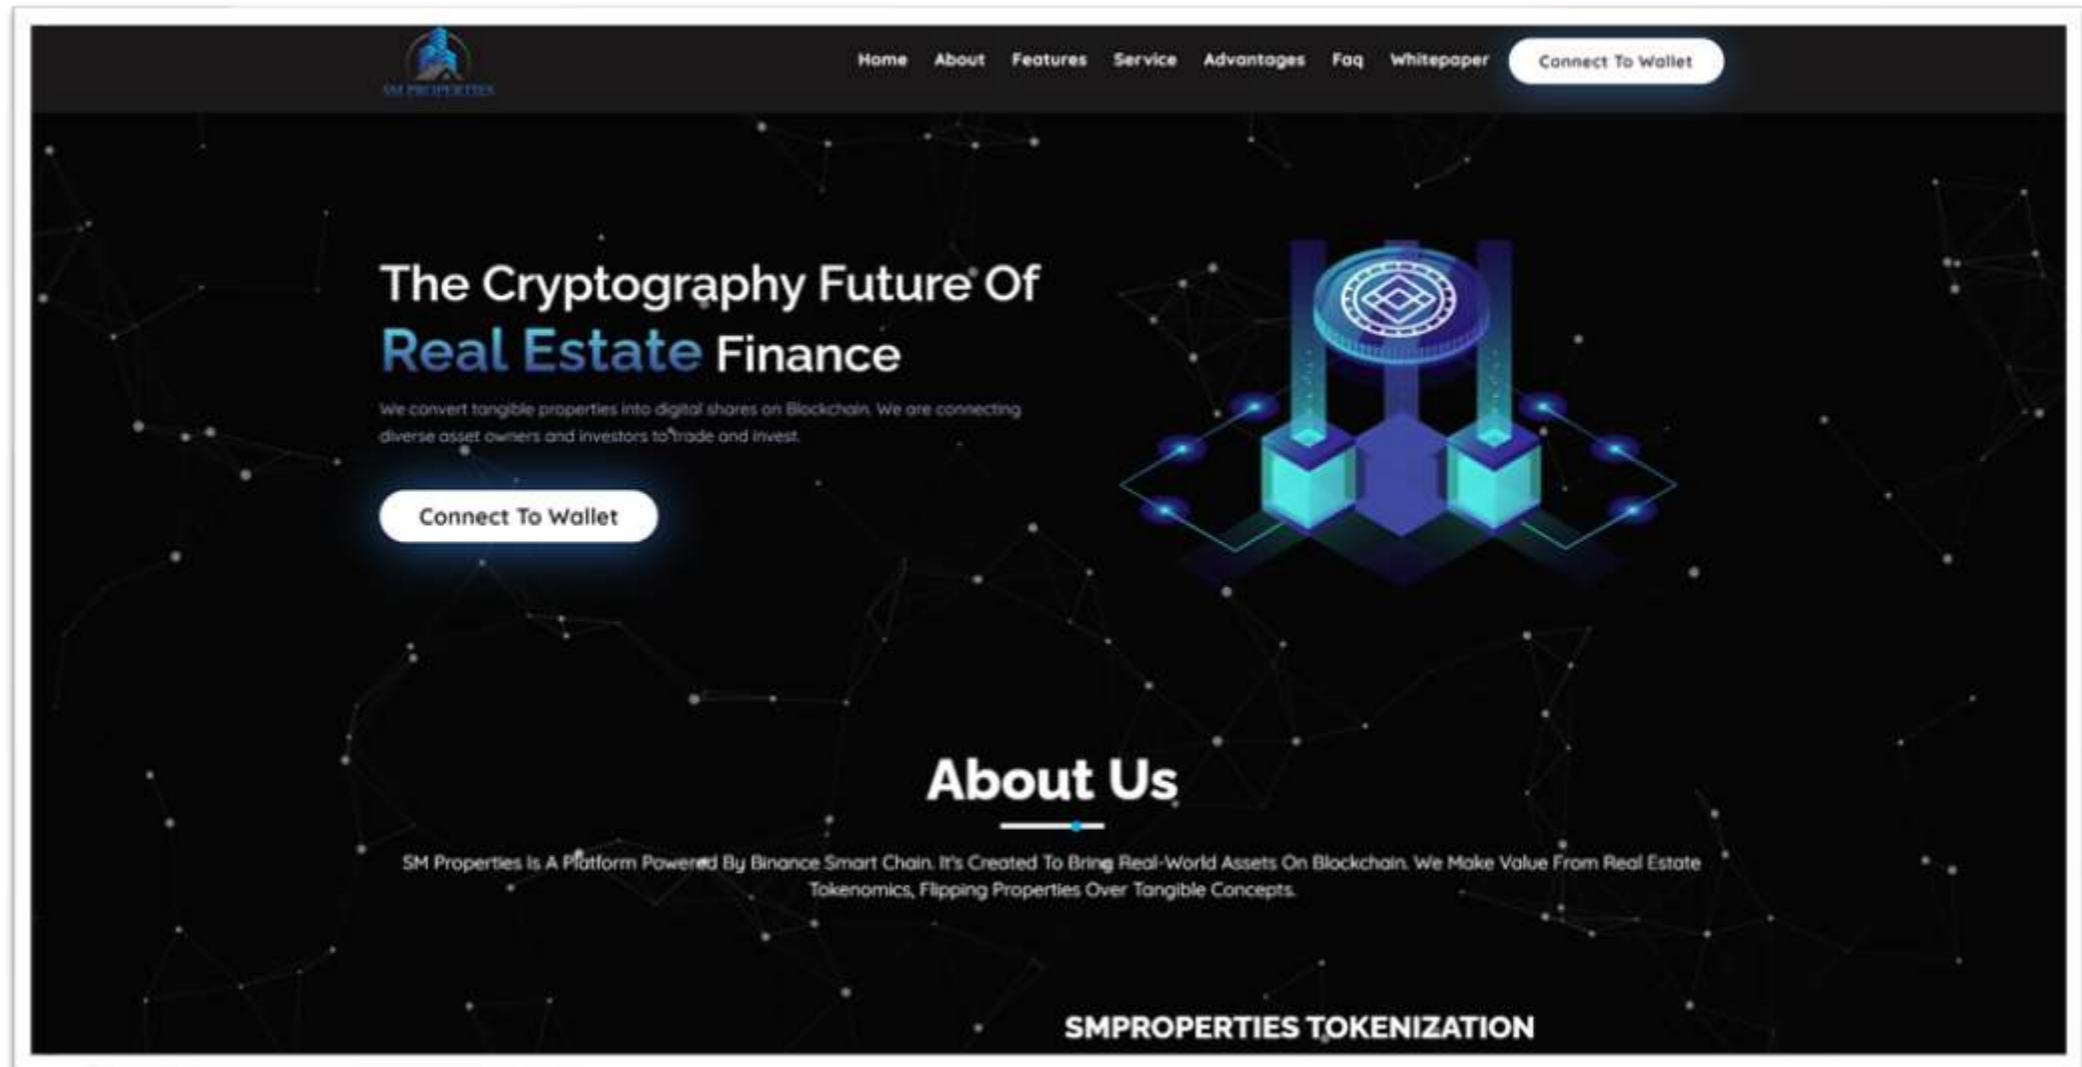 SM PROPERTIES
Home About Features Service Advantages Faq Whitepaper Connect To Wallet
The Cryptography Future Of
Real Estate Finance
We convert tangible properties into digital shares on Blockchain. We are connecting
diverse asset owners and investors to trade and invest.
Connect To Wallet
About Us
SM Properties Is A Platform Powered By Binance Smart Chain. It's Created To Bring Real-World Assets On Blockchain. We Make Value From Real Estate
Tokenomics, Flipping Properties Over Tangible Concepts.
SMPROPERTIES TOKENIZATION